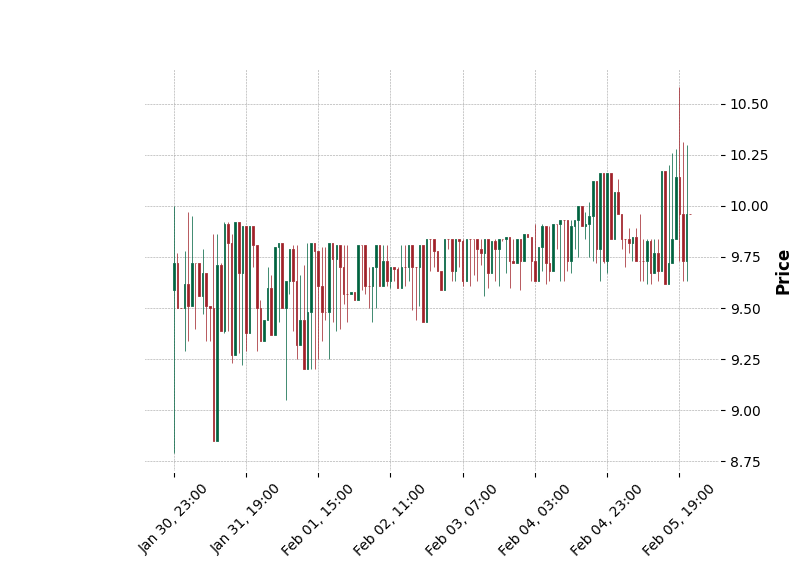 10.50
10.25
10.00
9.75
9.50
9.25
9.00
8.75
Price
Jan 30, 23:00
Jan 31, 19:00
Feb 01, 15:00
Feb 02, 11:00
Feb 03, 07:00
Feb 04, 03:00
Feb 04, 23:00
Feb 05, 19:00